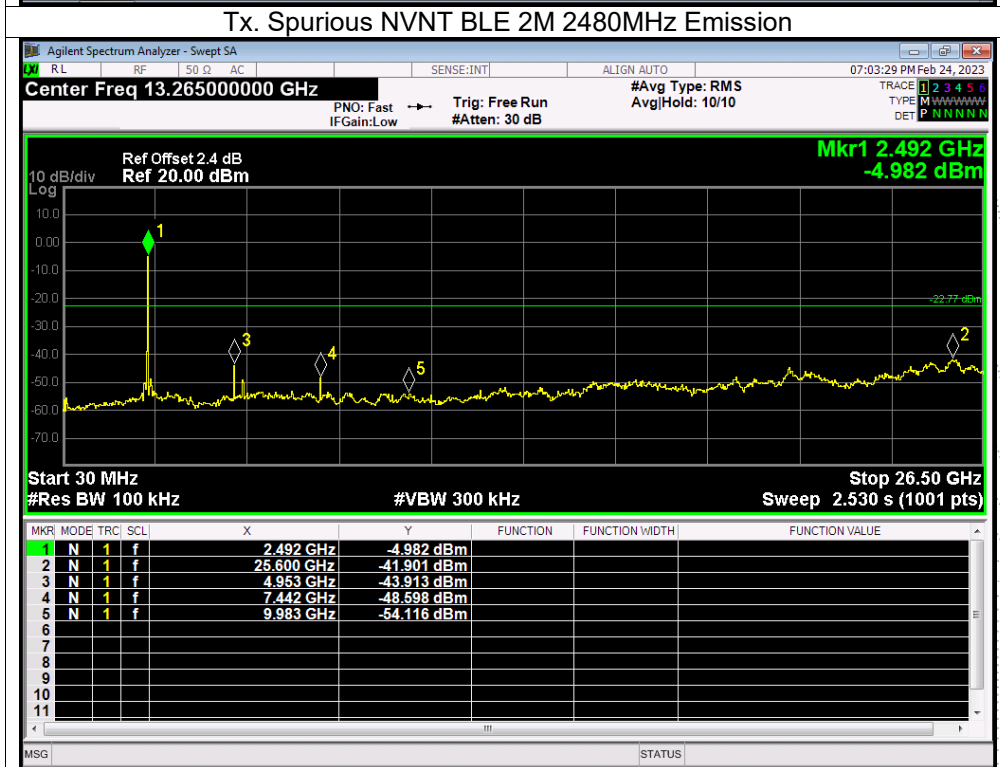 Tx. Spurious NVNT BLE 2M 2480MHz Emission
Agilent Spectrum Analyzer - Swept SA
LXI RL RF 50 Ω AC SENSE:INT ALIGN AUTO 07:03:29 PM Feb 24, 2023
Center Freq 13.265000000 GHz #Avg Type: RMS TRACE 1 2 3 4 5 6
PNO: Fast Trig: Free Run Avg|Hold: 10/10 TYPE M WWWWW
IFGain:Low #Atten: 30 dB DET P N N N N N
Mkr1 2.492 GHz
Ref Offset 2.4 dB
10 dB/div Ref 20.00 dBm -4.982 dBm
Log
10.0
1
0.00
-10.0
-20.0 -22.77 dBm
-30.0
3 2
-40.0 4
5
-50.0
-60.0
-70.0
Start 30 MHz Stop 26.50 GHz
#Res BW 100 kHz #VBW 300 kHz Sweep 2.530 s (1001 pts)
MKR MODE TRC SCL X Y FUNCTION FUNCTION WIDTH FUNCTION VALUE
1 N 1 f 2.492 GHz -4.982 dBm
2 N 1 f 25.600 GHz -41.901 dBm
3 N 1 f 4.953 GHz -43.913 dBm
4 N 1 f 7.442 GHz -48.598 dBm
5 N 1 f 9.983 GHz -54.116 dBm
6
7
8
9
10
11
MSG STATUS